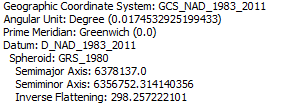 Geographic Coordinate System: GCS_NAD_1983_2011
Angular Unit: Degree (0.0174532925199433)
Prime Meridian: Greenwich (0.0)
Datum: D_NAD_1983_2011
Spheroid: GRS_1980
Semimajor Axis: 6378137.0
Semiminor Axis: 6356752.314140356
Inverse Flattening: 298.257222101